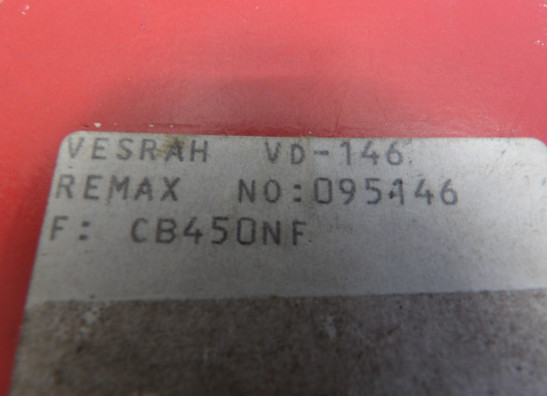 VESRAH VD-146
REMAX NO:095146
F: CB450NF